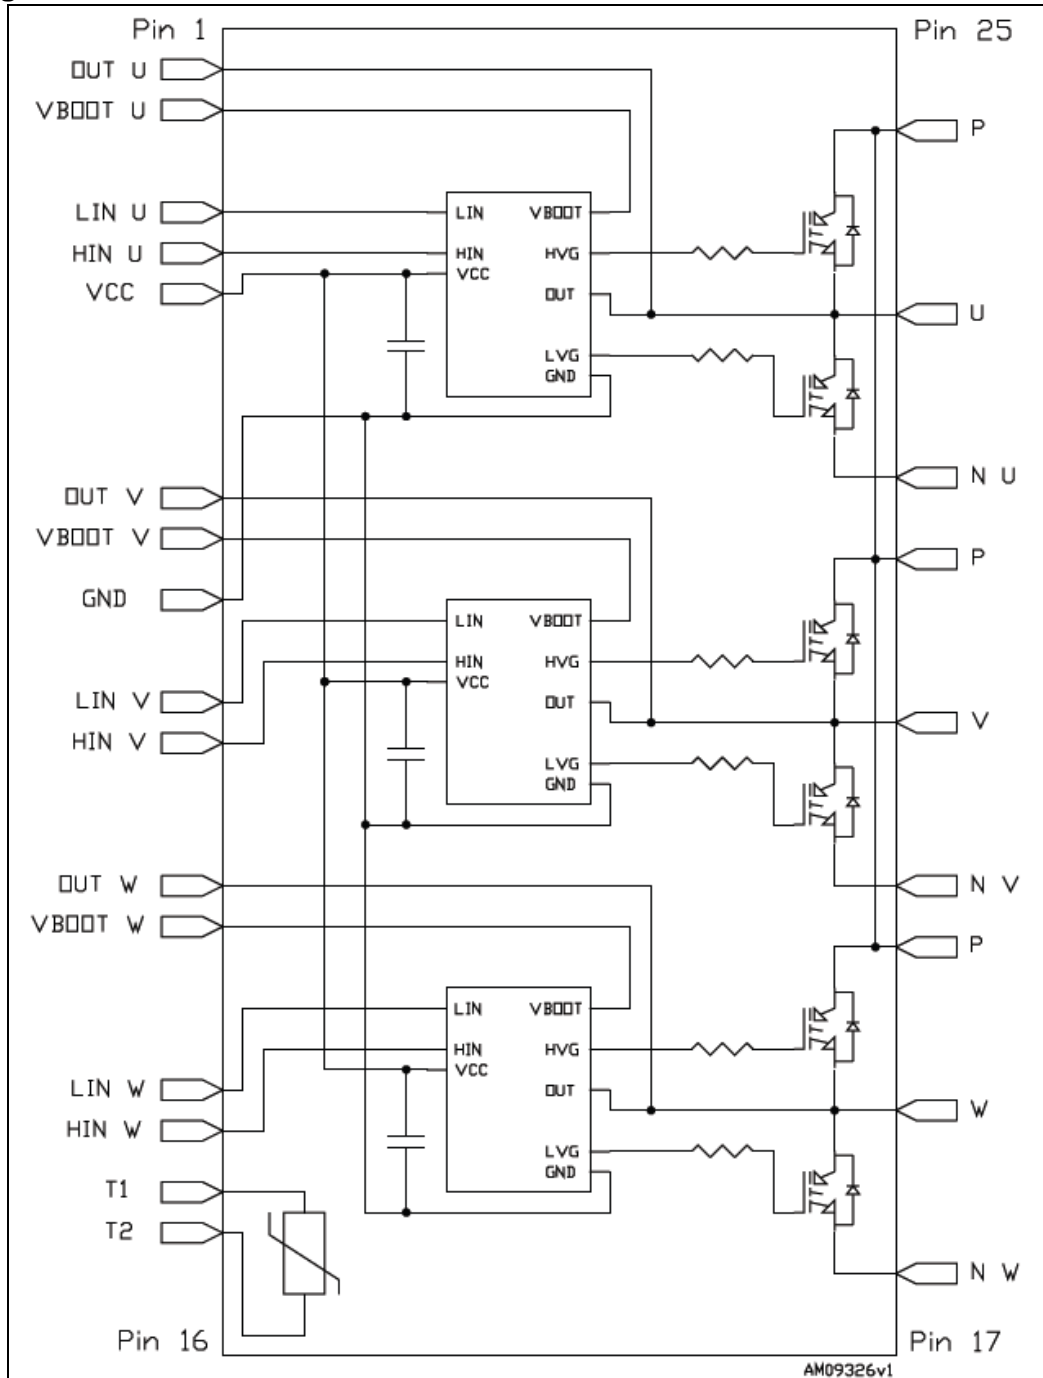 Pin 1
Pin 25
OUT U
VBOOT U
P
LIN U
LIN
VBOOT
HIN U
HIN
HVG
VCC
VCC
OUT
U
LVG
GND
N U
OUT V
VBOOT V
P
GND
LIN
VBOOT
HIN
HVG
VCC
LIN V
OUT
V
HIN V
LVG
GND
OUT W
N V
VBOOT W
P
LIN
VBOOT
HIN
HVG
VCC
LIN W
OUT
W
HIN W
LVG
GND
T1
T2
N W
Pin 16
Pin 17
AM09326v1